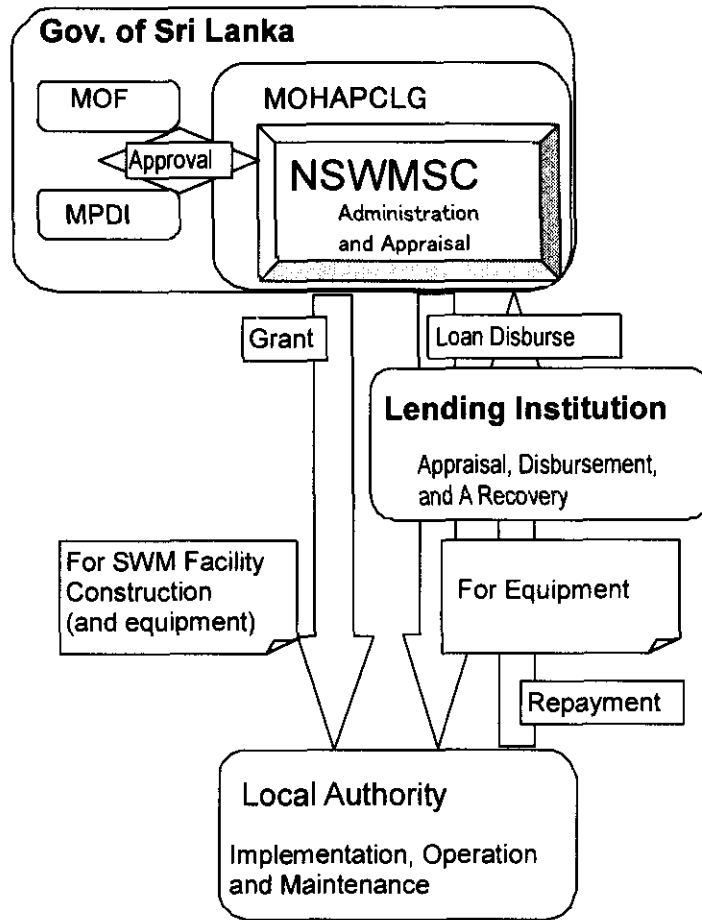 Gov. of Sri Lanka
MOF
MOHAPCLG
Approval
NSWMSC
Administration
and Appraisal
MPDI
Grant
Loan Disburse
Lending Institution
Appraisal, Disbursement,
and A Recovery
For SWM Facility
Construction
(and equipment)
For Equipment
Repayment
Local Authority
Implementation, Operation
and Maintenance